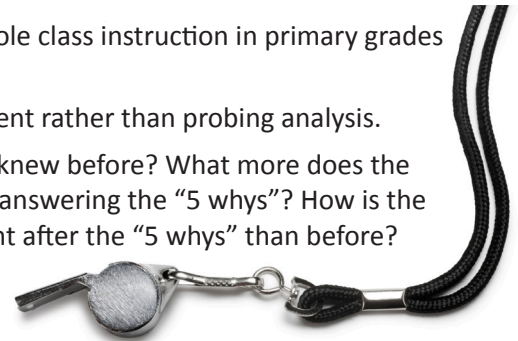 ole class instruction in primary grades
ent rather than probing analysis.
knew before? What more does the
answering the “5 whys”? How is the
nt after the “5 whys” than before?